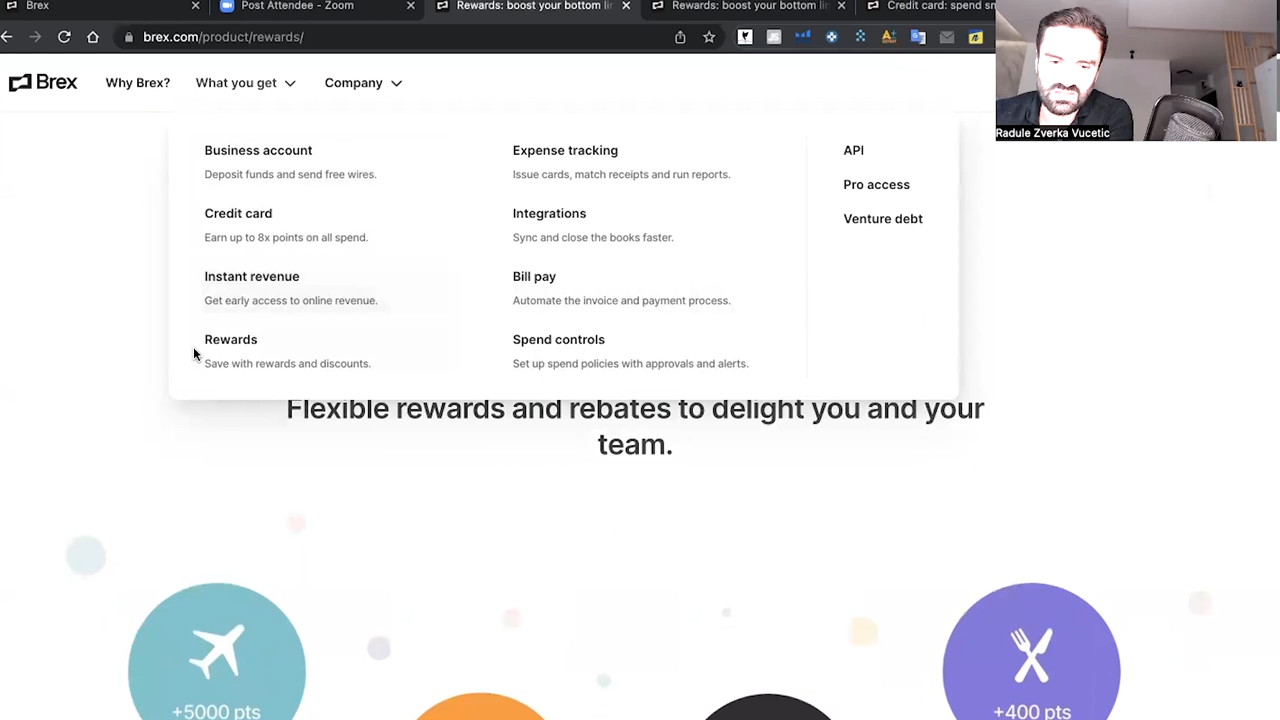 Brex
Post Attendee - Zoom
Rewards: boost your bottom li
Rewards: boost your bottom li
Credit card: spend sm
brex.com/product/rewards/
Brex
Why Brex?
What you get
Company
Radule Zverka Vucetic
Business account
Deposit funds and send free wires.
Credit card
Earn up to 8x points on all spend.
Instant revenue
Get early access to online revenue.
Rewards
Save with rewards and discounts.
Expense tracking
Issue cards, match receipts and run reports.
Integrations
Sync and close the books faster.
Bill pay
Automate the invoice and payment process.
Spend controls
Set up spend policies with approvals and alerts.
API
Pro access
Venture debt
Flexible rewards and rebates to delight you and your
team.
+5000 pts
+400 pts